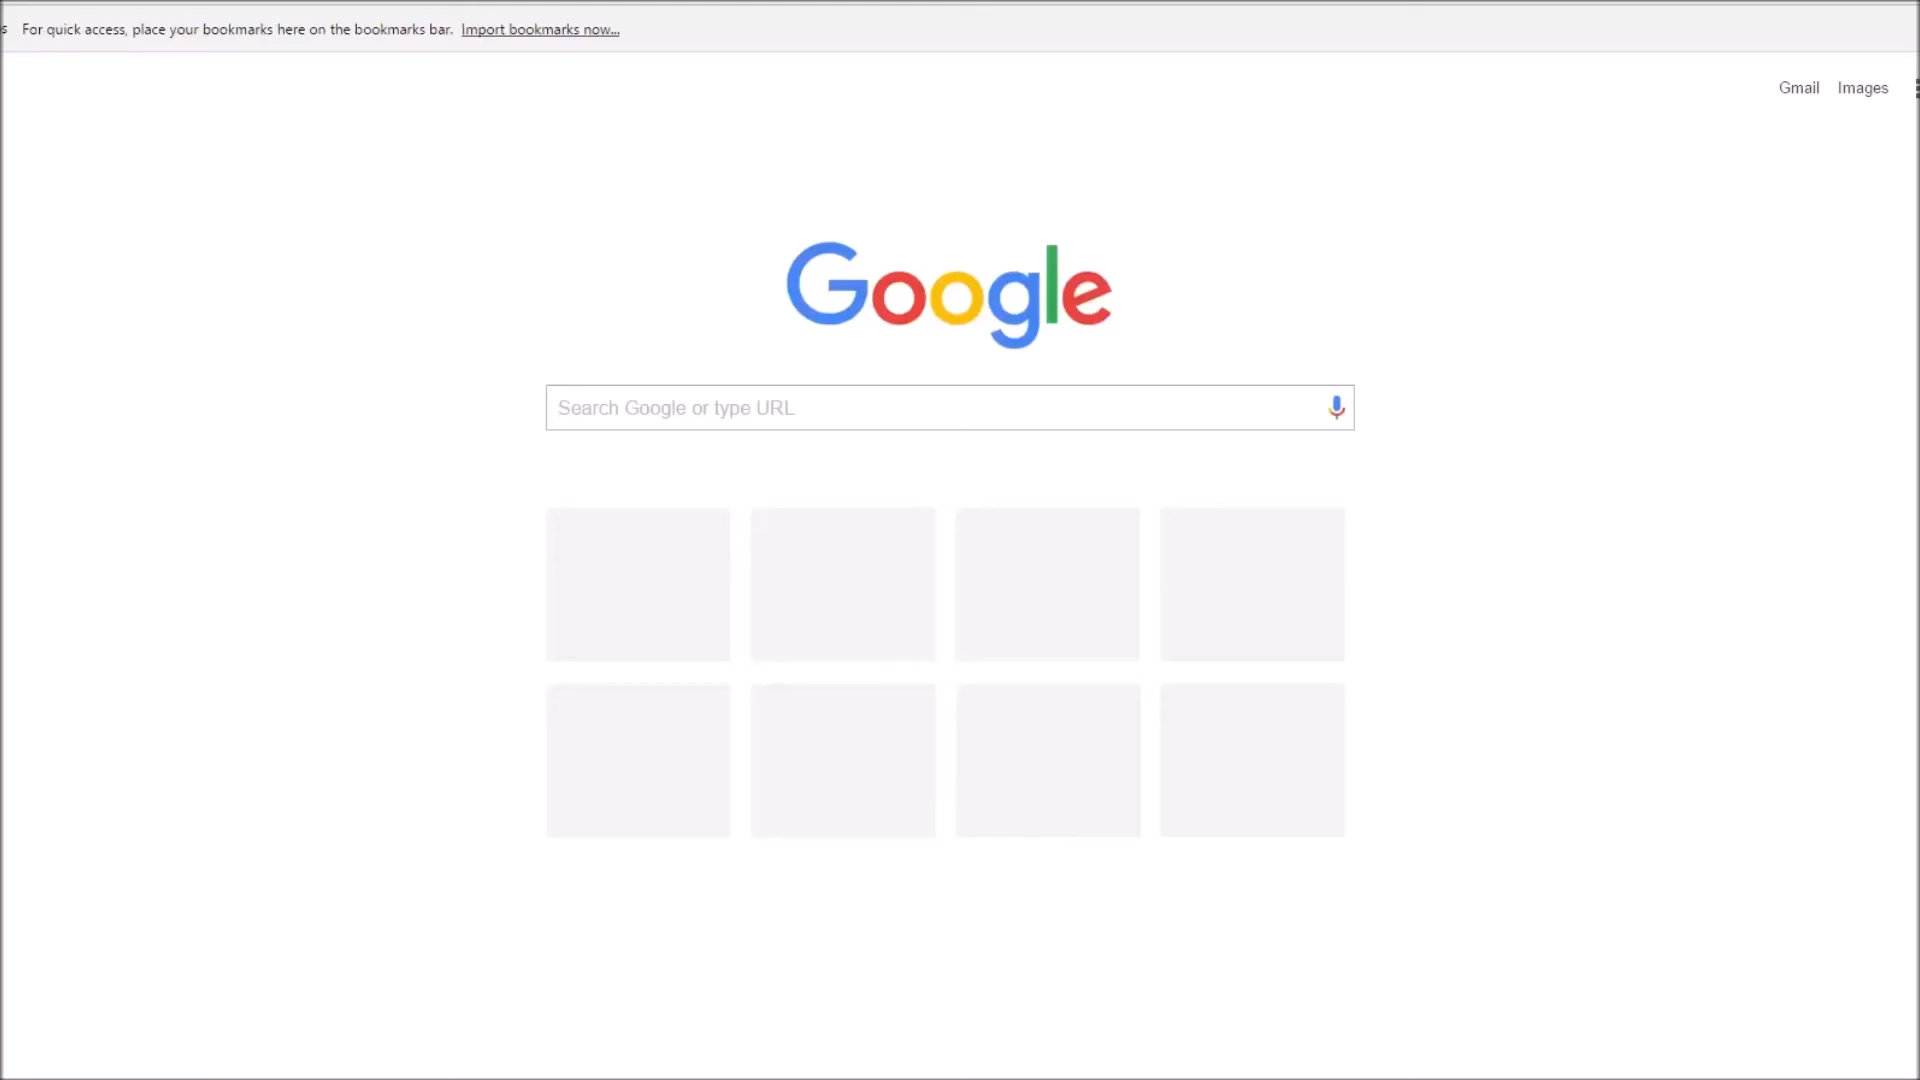 s For quick access, place your bookmarks here on the bookmarks bar. Import bookmarks now...
Gmail Images
Google
Search Google or type URL